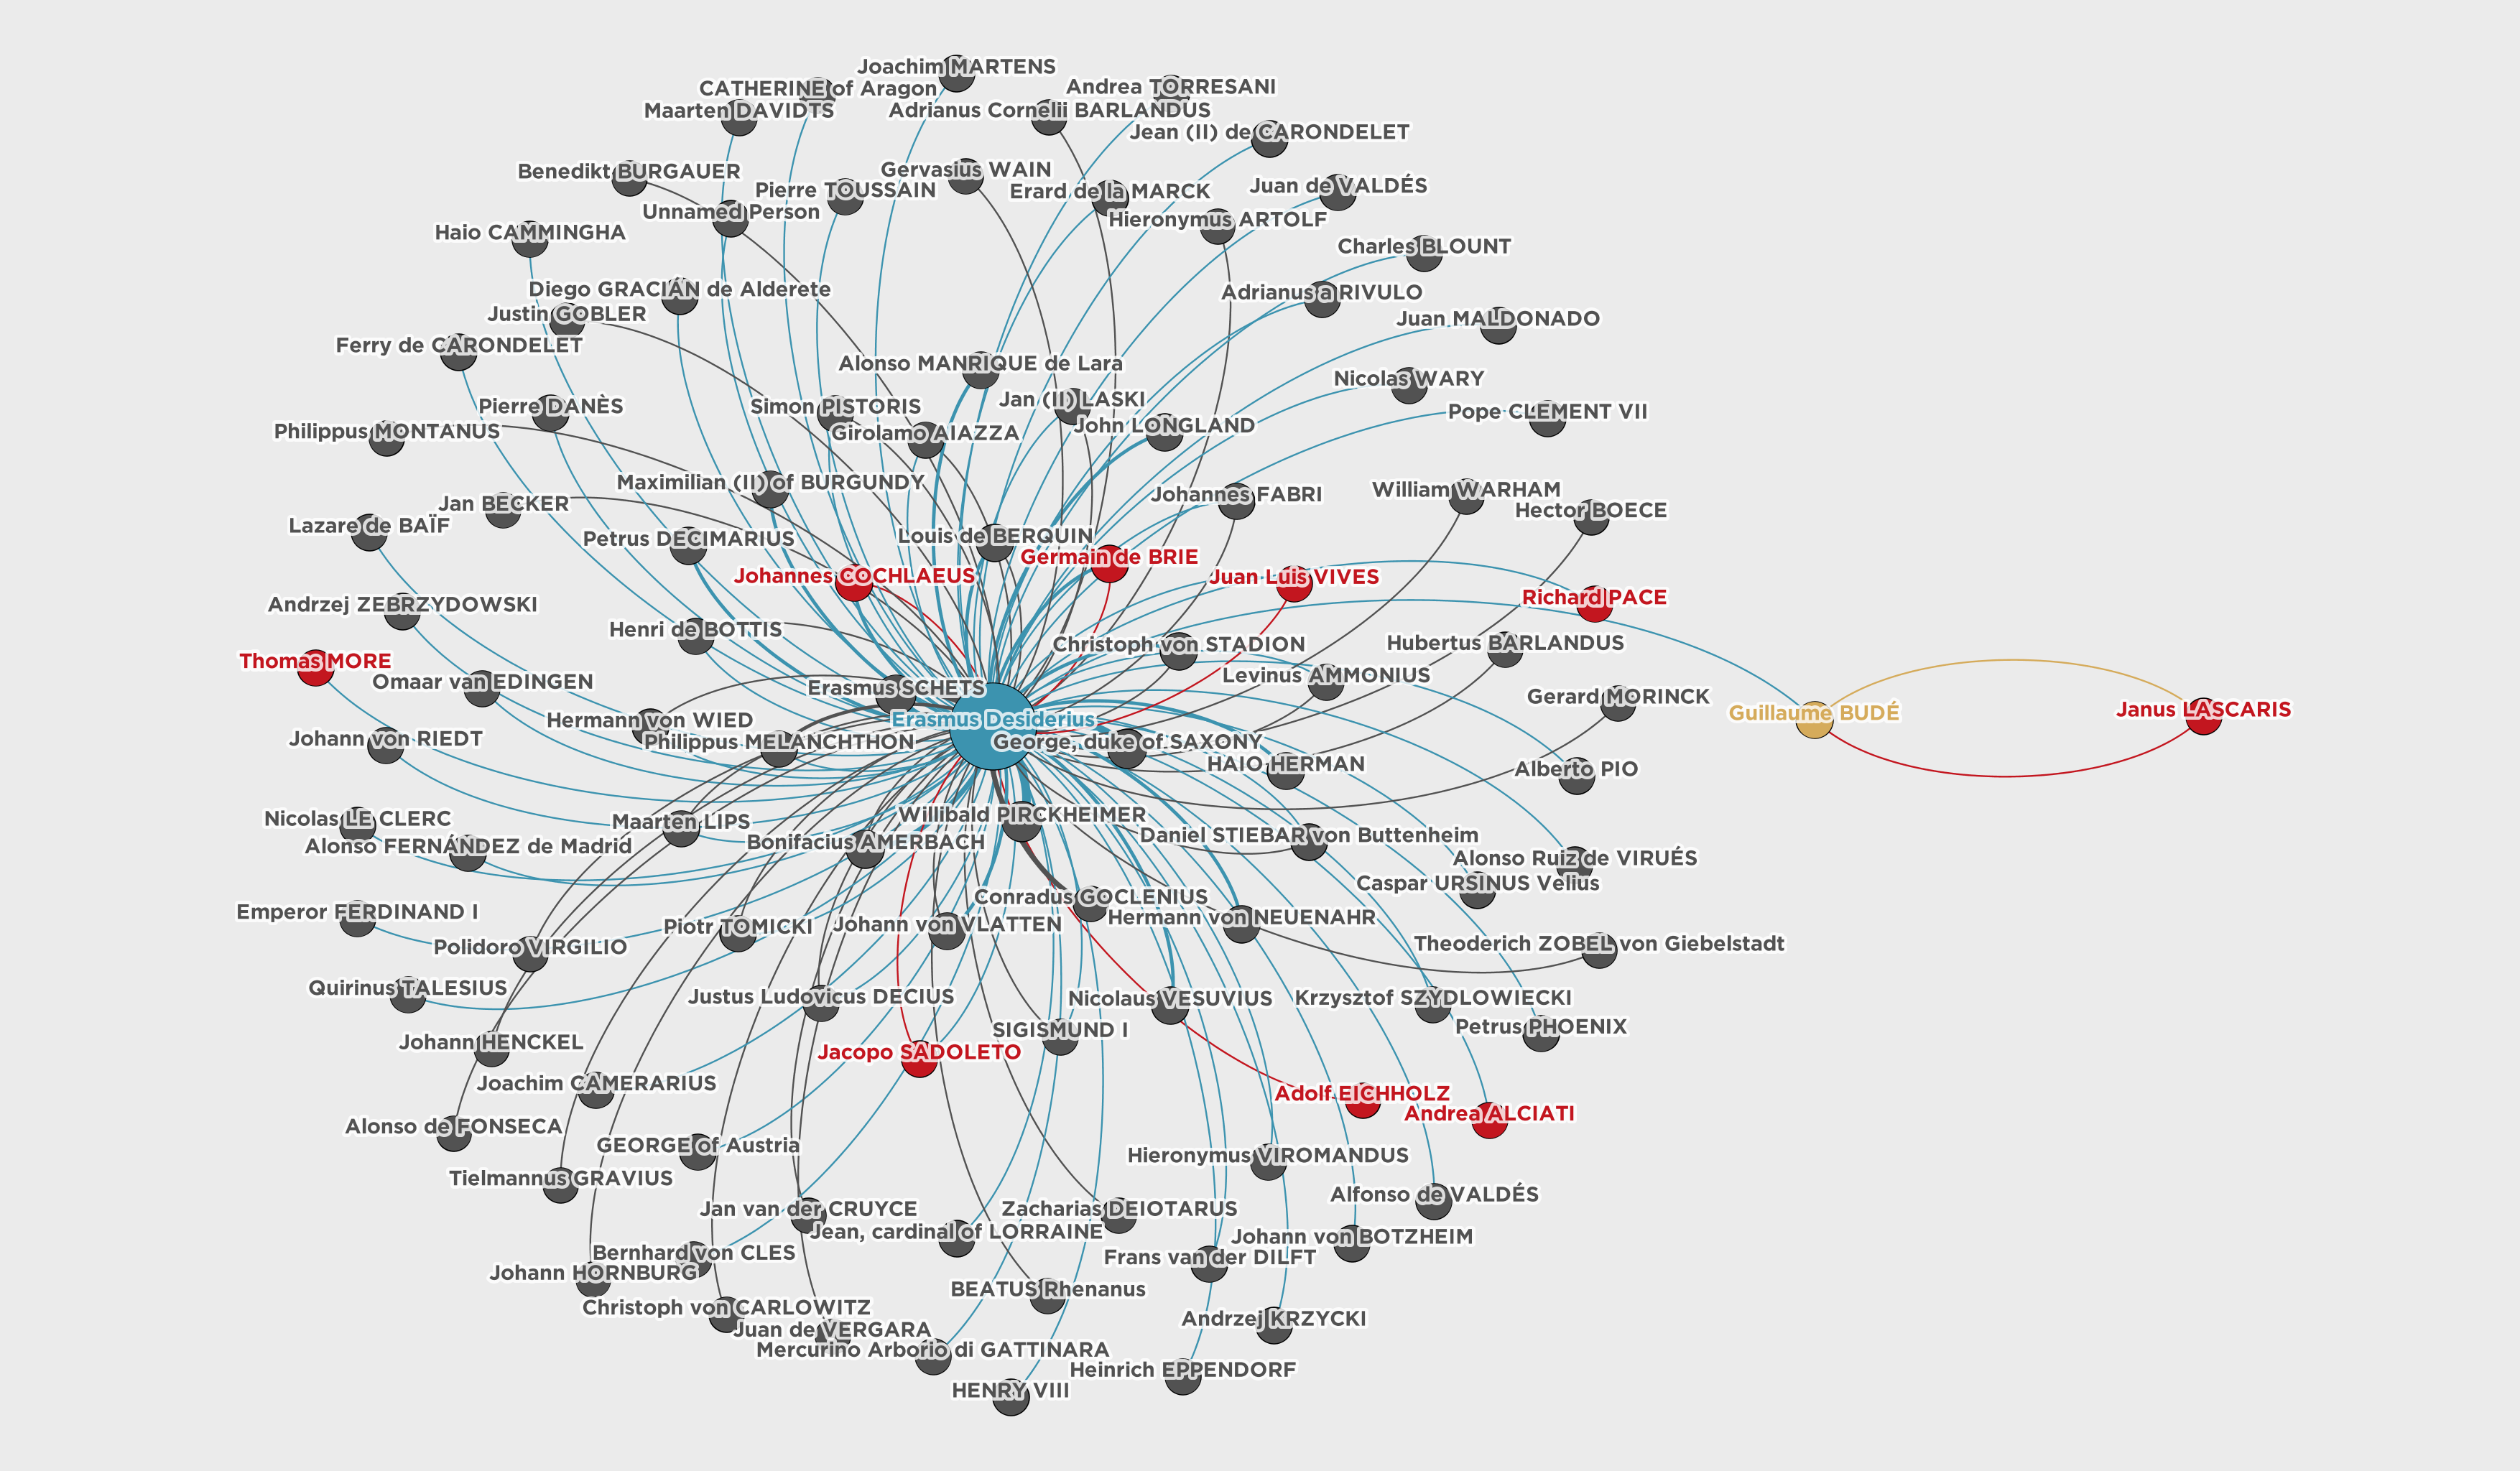 Joachim MARTENS
CATHERINE of Aragon
Andrea TORRESANI
Maarten DAVIDTS
Adrianus Cornelii BARLANDUS
Jean (II) de CARONDELET
Benedikt BURGAUER
Gervasius WAIN
Pierre TOUSSAIN
Erard de la MARCK
Juan de VALDÉS
Unnamed Person
Hieronymus ARTOLF
Haio CAMMINGHA
Charles BLOUNT
Diego GRACIÁN de Alderete
Adrianus a RIVULO
Justin GOBLER
Juan MALDONADO
Ferry de CARONDELET
Alonso MANRIQUE de Lara
Nicolas WARY
Jan (II) LASKI
Pierre DANÈS
Simon PISTORIS
Pope CLEMENT VII
Philippus MONTANUS
Girolamo AIAZZA
John LONGLAND
Maximilian (II) of BURGUNDY
Johannes FABRI
William WARHAM
Jan BECKER
Hector BOECE
Lazare de BAÏF
Petrus DECIMARIUS
Louis de BERQUIN
Germain de BRIE
Johannes COCHLAEUS
Juan Luis VIVES
Richard PACE
Andrzej ZEBRZYDOWSKI
Henri de BOTTIS
Christoph von STADION
Hubertus BARLANDUS
Thomas MORE
Omaar van EDINGEN
Erasmus SCHETS
Levinus AMMONIUS
Gerard MORINCK
Hermann von WIED
Erasmus Desiderius
Guillaume BUDÉ
Janus LASCARIS
Johann von RIEDT
Philippus MELANCHTHON
George, duke of SAXONY
HAIO HERMAN
Alberto PIO
Nicolas LE CLERC
Maarten LIPS
Willibald PIRCKHEIMER
Alonso FERNÁNDEZ de Madrid
Bonifacius AMERBACH
Daniel STIEBAR von Buttenheim
Alonso Ruiz de VIRUÉS
Caspar URSINUS Velius
Conradus GOCLENIUS
Emperor FERDINAND I
Piotr TOMICKI
Johann von VLATTEN
Hermann von NEUENAHR
Polidoro VIRGILIO
Theoderich ZOBEL von Giebelstadt
Quirinus TALESIUS
Justus Ludovicus DECIUS
Nicolaus VESUVIUS
Krzysztof SZYDLOWIECKI
SIGISMUND I
Petrus PHOENIX
Johann HENCKEL
Jacopo SADOLETO
Joachim CAMERARIUS
Adolf EICHHOLZ
Andrea ALCIATI
Alonso de FONSECA
GEORGE of Austria
Hieronymus VIROMANDUS
Tielmannus GRAVIUS
Alfonso de VALDÉS
Jan van der CRUYCE
Zacharias DEIOTARUS
Jean, cardinal of LORRAINE
Johann von BOTZHEIM
Bernhard von CLES
Frans van der DILFT
Johann HORNBURG
BEATUS Rhenanus
Christoph von CARLOWITZ
Andrzej KRZYCKI
Juan de VERGARA
Mercurino Arborio di GATTINARA
Heinrich EPPENDORF
HENRY VIII